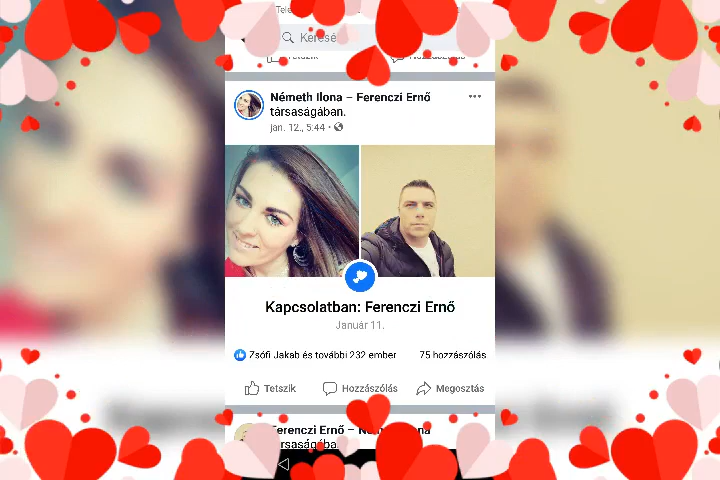 Keresé
Németh Ilona – Ferenczi Ernő
társaságában.
jan. 12., 5:44 •
Kapcsolatban: Ferenczi Ernő
Január 11.
Zsófi Jakab és további 232 ember 75 hozzászólás
Tetszik Hozzászólás Megosztás
Ferenczi Ernő –